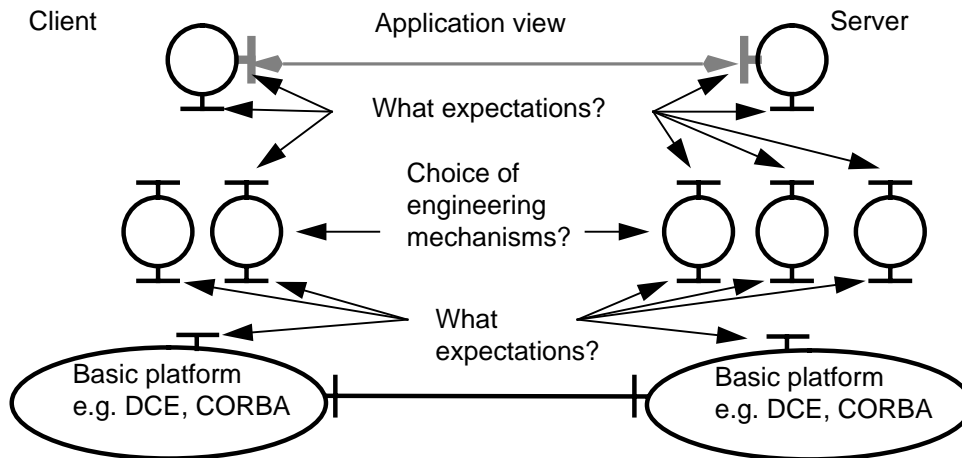 Client
Application view
Server
What expectations?
Choice of
engineering
mechanisms?
What
expectations?
Basic platform
e.g. DCE, CORBA
Basic platform
e.g. DCE, CORBA